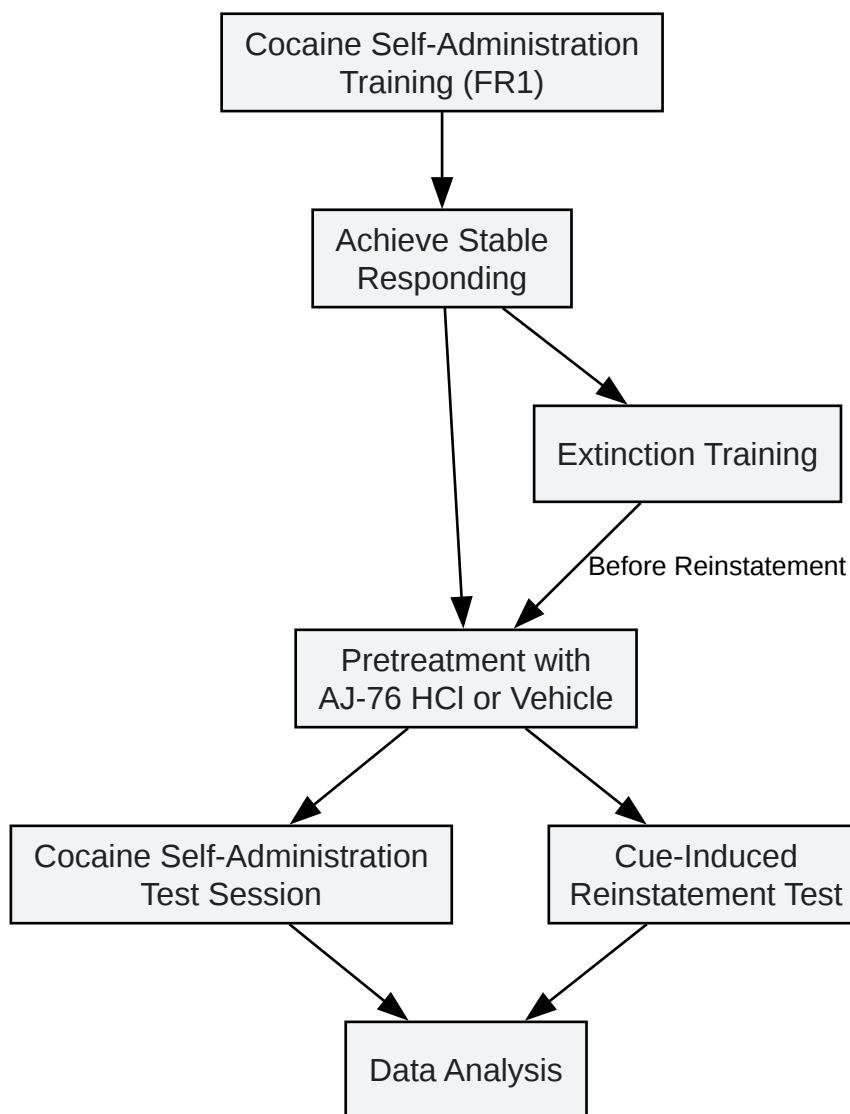 Cocaine Self-Administration
Training (FR1)
Achieve Stable
Responding
Extinction Training
Before Reinstatement
Pretreatment with
AJ-76 HCl or Vehicle
Cocaine Self-Administration
Test Session
Cue-Induced
Reinstatement Test
Data Analysis